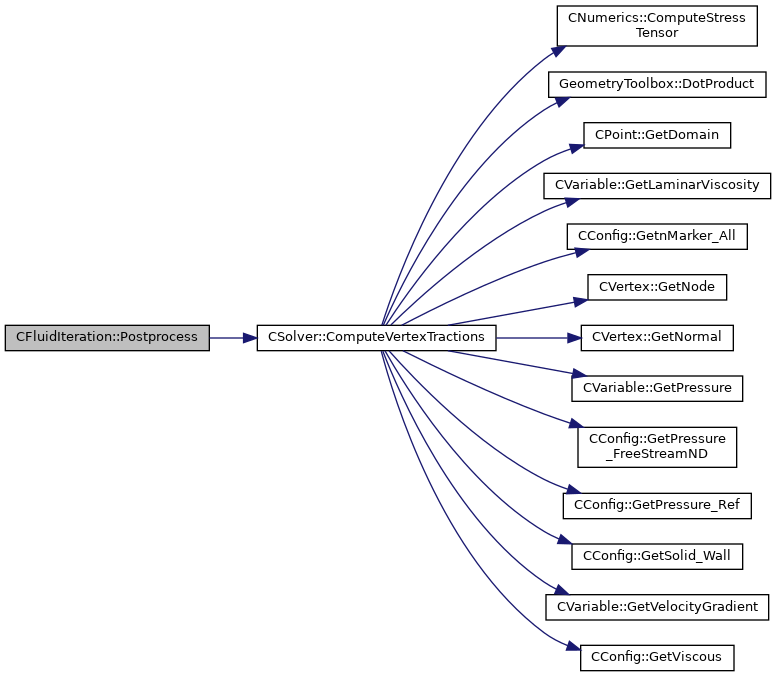 CFluidIteration::Postprocess
CSolver::ComputeVertexTractions
CNumerics::ComputeStress
Tensor
GeometryToolbox::DotProduct
CPoint::GetDomain
CVariable::GetLaminarViscosity
CConfig::GetnMarker_All
CVertex::GetNode
CVertex::GetNormal
CVariable::GetPressure
CConfig::GetPressure
_FreeStreamND
CConfig::GetPressure_Ref
CConfig::GetSolid_Wall
CVariable::GetVelocityGradient
CConfig::GetViscous